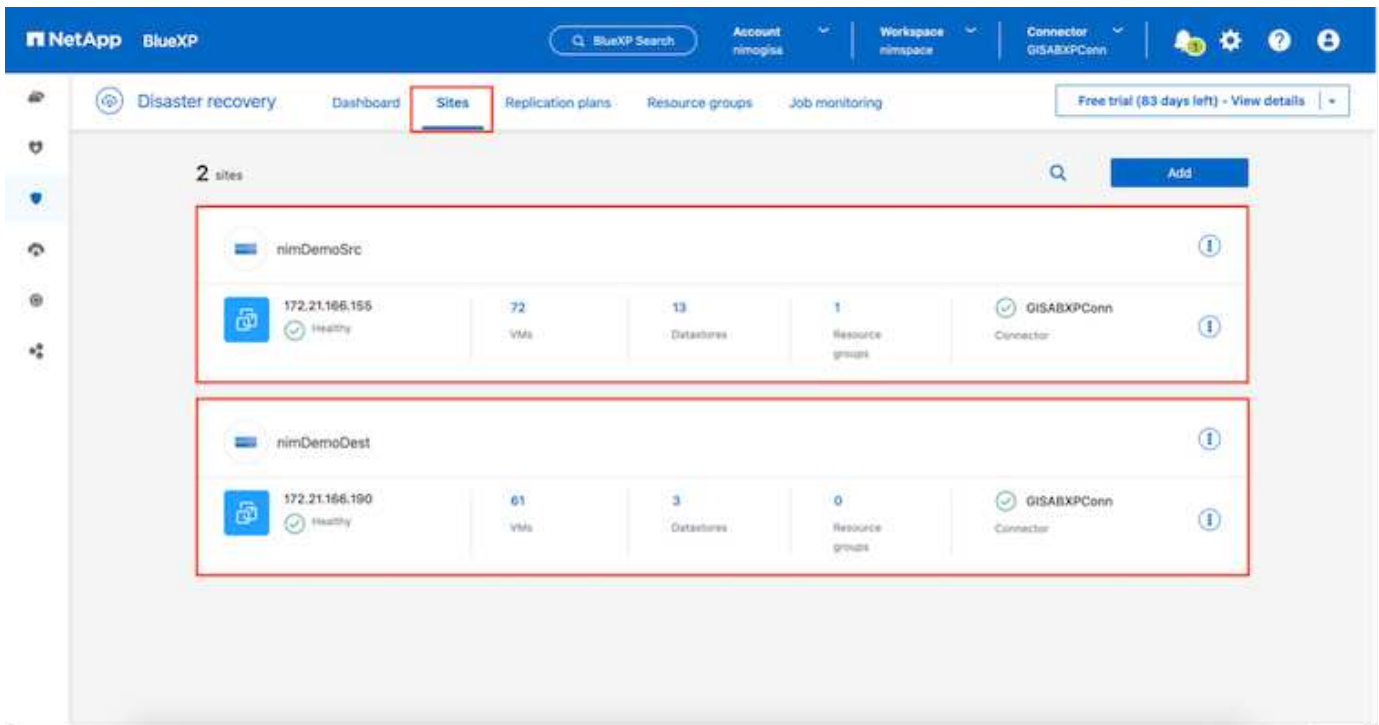 NetApp BlueXP
BlueXP Search
Account
nimogisa
Workspace
nimspace
Connector
GISABXPConn
1
Disaster recovery
Dashboard
Sites
Replication plans
Resource groups
Job monitoring
Free trial (83 days left) - View details
2 sites
Add
nimDemoSrc
172.21.166.155
Healthy
72
VMs
13
Datastores
1
Resource
groups
GISABXPConn
Connector
nimDemoDest
172.21.166.190
Healthy
61
VMs
3
Datastores
0
Resource
groups
GISABXPConn
Connector